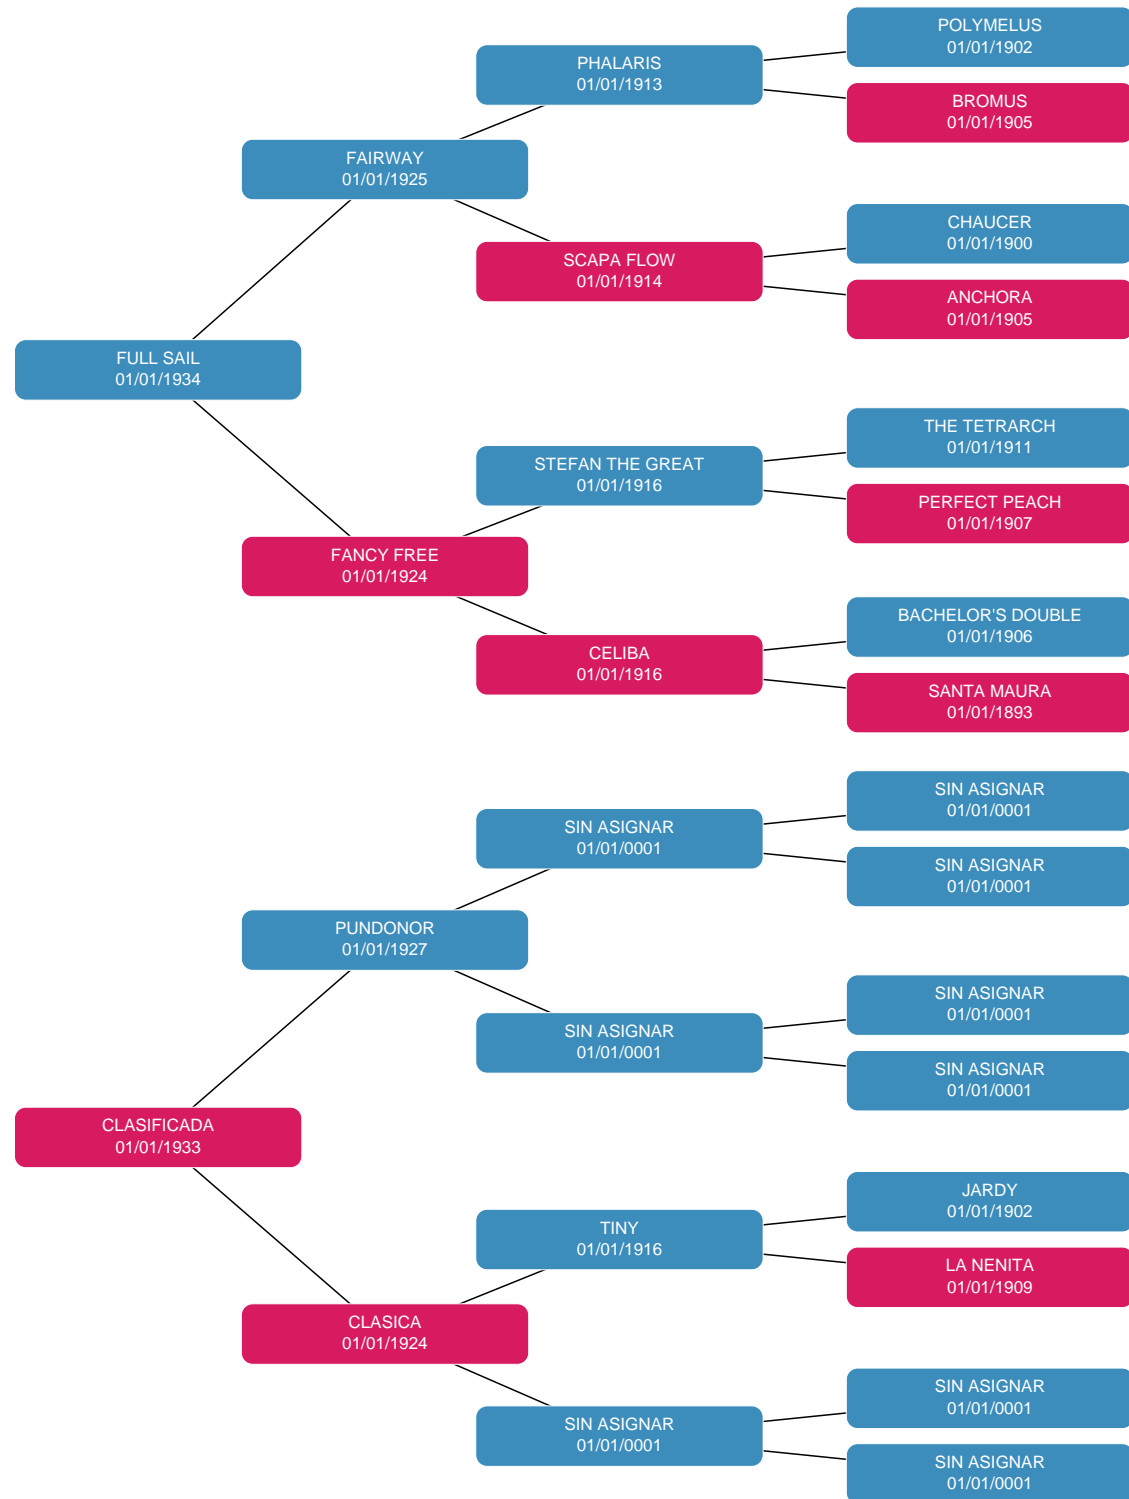 POLYMELUS
01/01/1902
PHALARIS
01/01/1913
BROMUS
01/01/1905
FAIRWAY
01/01/1925
CHAUCER
01/01/1900
SCAPA FLOW
01/01/1914
ANCHORA
01/01/1905
FULL SAIL
01/01/1934
THE TETRARCH
01/01/1911
STEFAN THE GREAT
01/01/1916
PERFECT PEACH
01/01/1907
FANCY FREE
01/01/1924
BACHELOR'S DOUBLE
01/01/1906
CELIBA
01/01/1916
SANTA MAURA
01/01/1893
SIN ASIGNAR
01/01/0001
SIN ASIGNAR
01/01/0001
SIN ASIGNAR
01/01/0001
PUNDONOR
01/01/1927
SIN ASIGNAR
01/01/0001
SIN ASIGNAR
01/01/0001
SIN ASIGNAR
01/01/0001
CLASIFICADA
01/01/1933
JARDY
01/01/1902
TINY
01/01/1916
LA NENITA
01/01/1909
CLASICA
01/01/1924
SIN ASIGNAR
01/01/0001
SIN ASIGNAR
01/01/0001
SIN ASIGNAR
01/01/0001